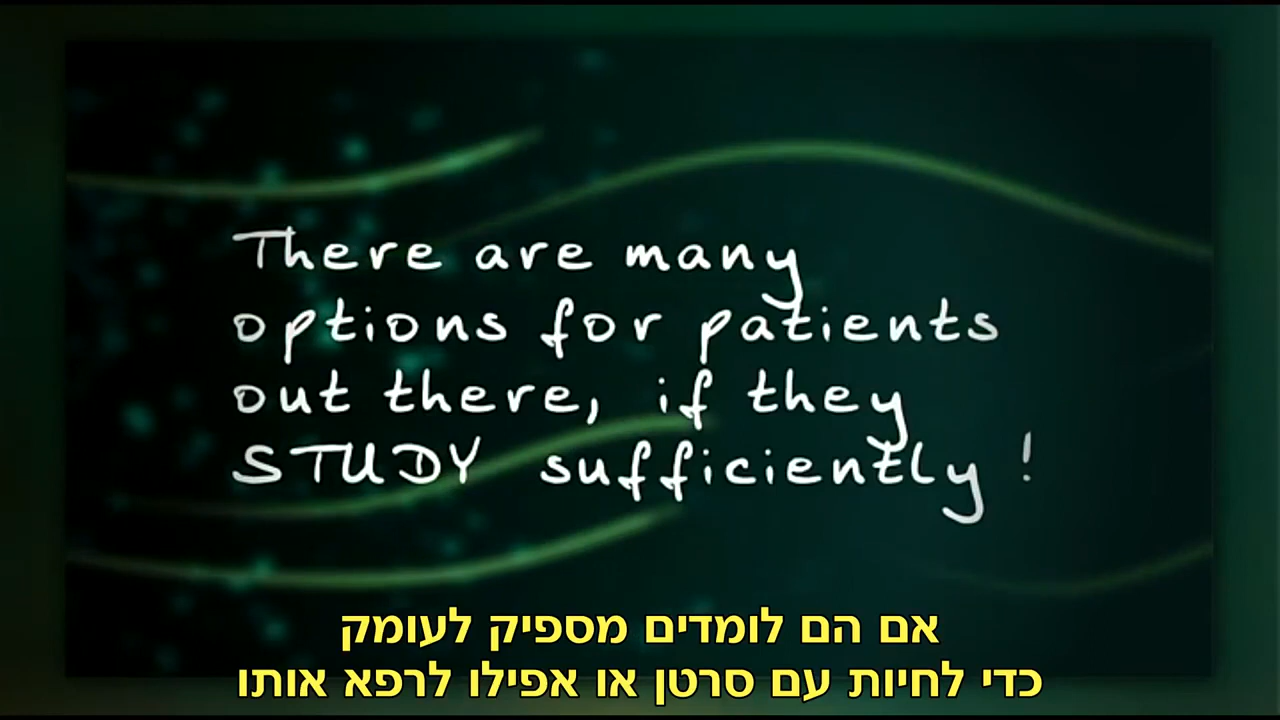 There are many
options for patients
out there, if they
STUDY sufficiently !
אם הם לומדים מספיק לעומק
כדי לחיות עם סרטן או אפילו לרפא אותו